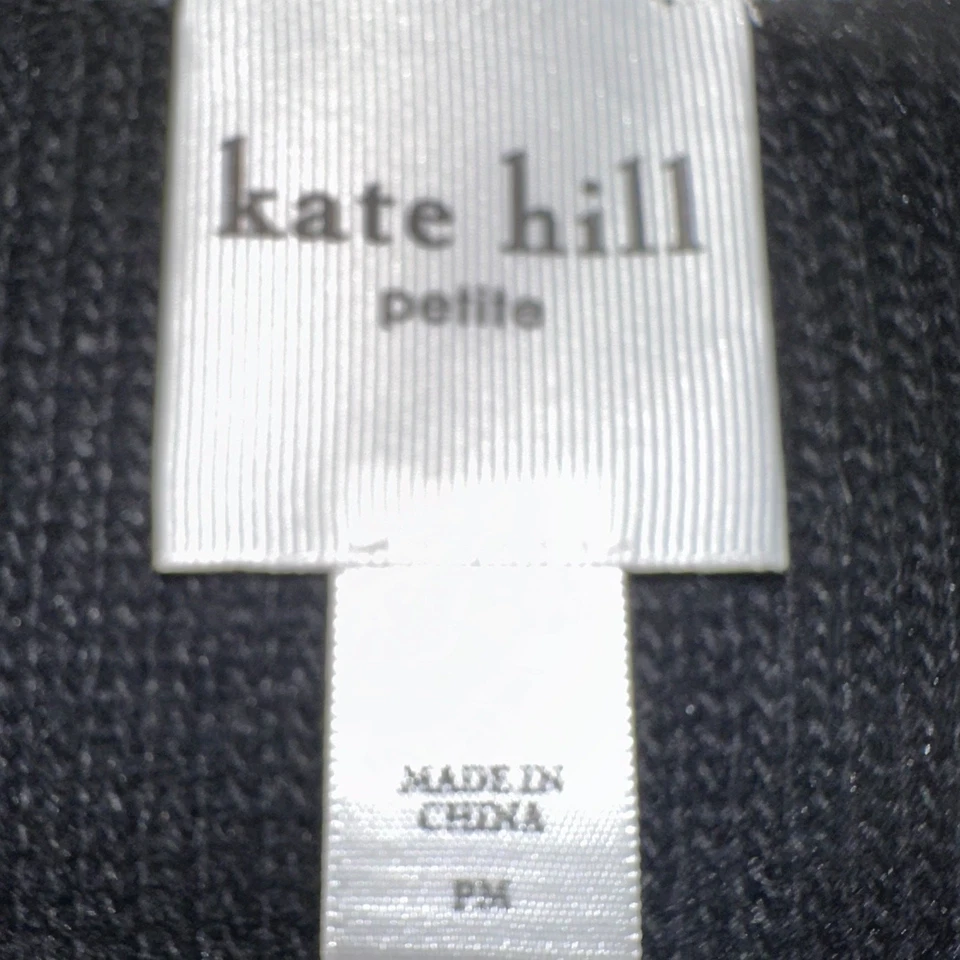 kate hill
petite
MADE IN
CHINA
PM